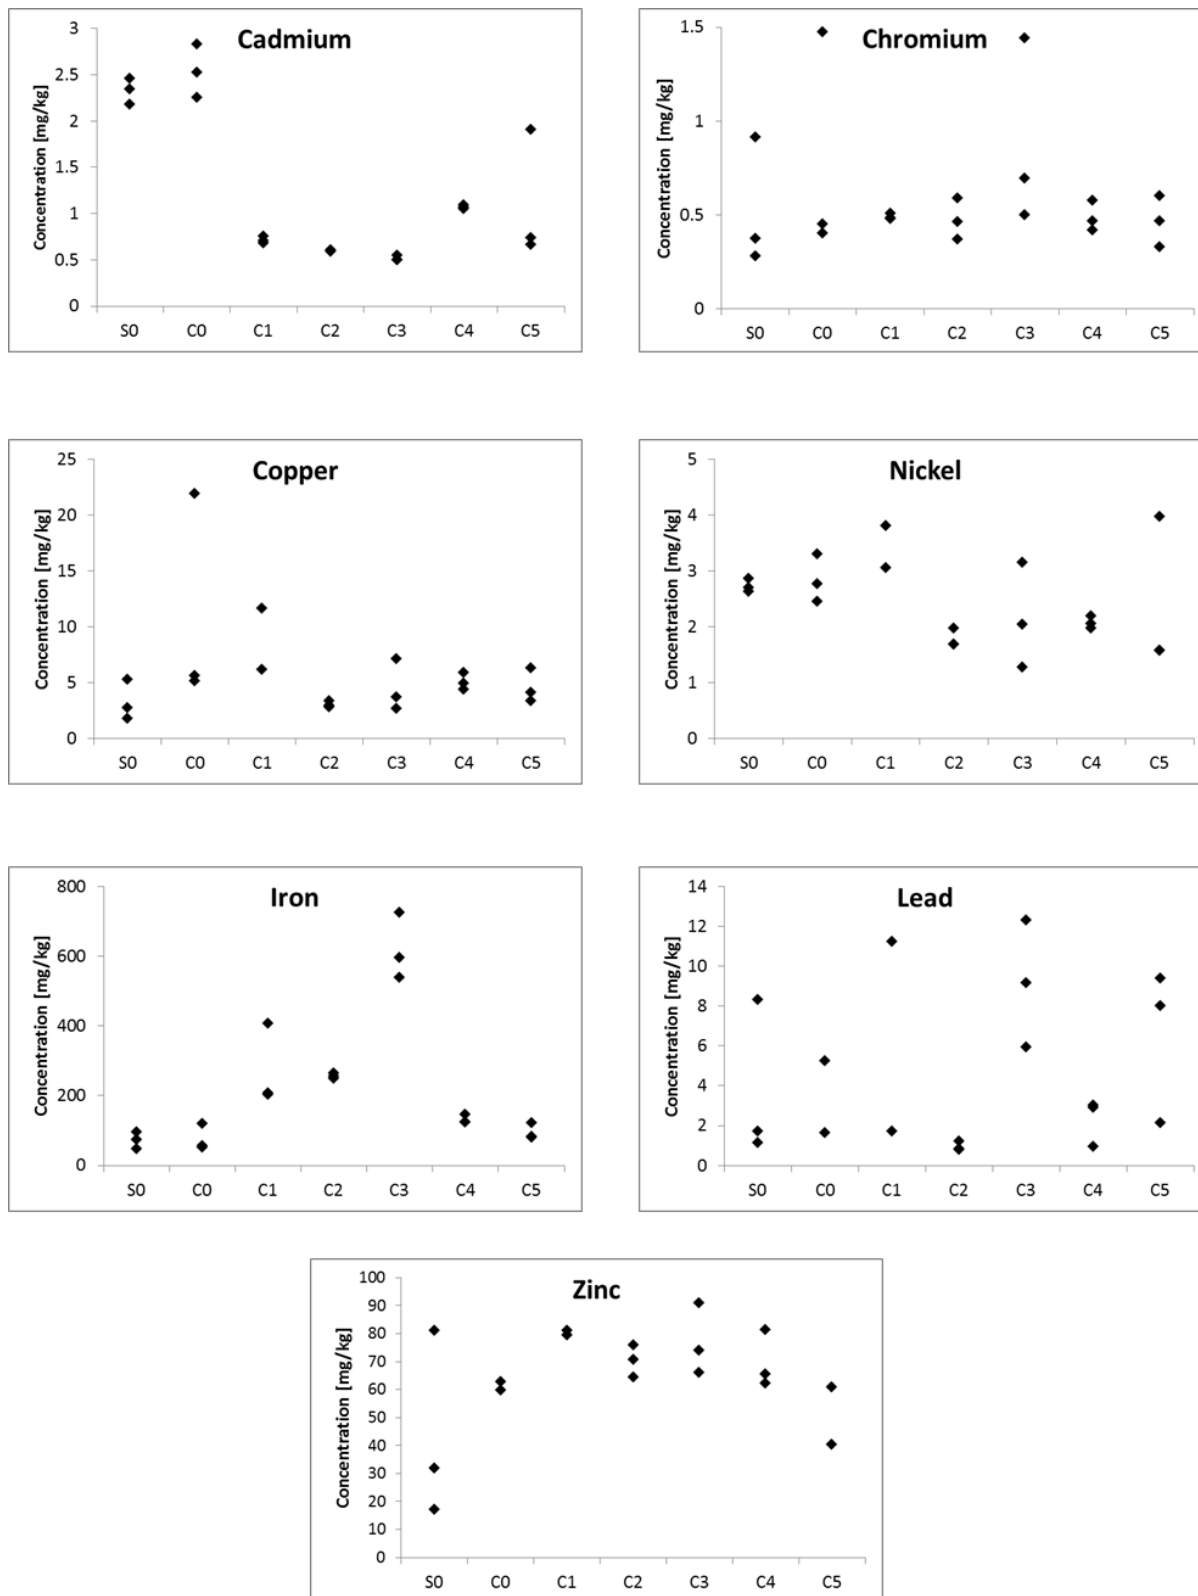 Cadmium
Concentration [mg/kg]
3
2.5
2
1.5
1
0.5
0
S0 C0 C1 C2 C3 C4 C5
Chromium
Concentration [mg/kg]
1.5
1
0.5
0
S0 C0 C1 C2 C3 C4 C5
Copper
Concentration [mg/kg]
25
20
15
10
5
0
S0 C0 C1 C2 C3 C4 C5
Nickel
Concentration [mg/kg]
5
4
3
2
1
0
S0 C0 C1 C2 C3 C4 C5
Iron
Concentration [mg/kg]
800
600
400
200
0
S0 C0 C1 C2 C3 C4 C5
Lead
Concentration [mg/kg]
14
12
10
8
6
4
2
0
S0 C0 C1 C2 C3 C4 C5
Zinc
Concentration [mg/kg]
100
90
80
70
60
50
40
30
20
10
0
S0 C0 C1 C2 C3 C4 C5